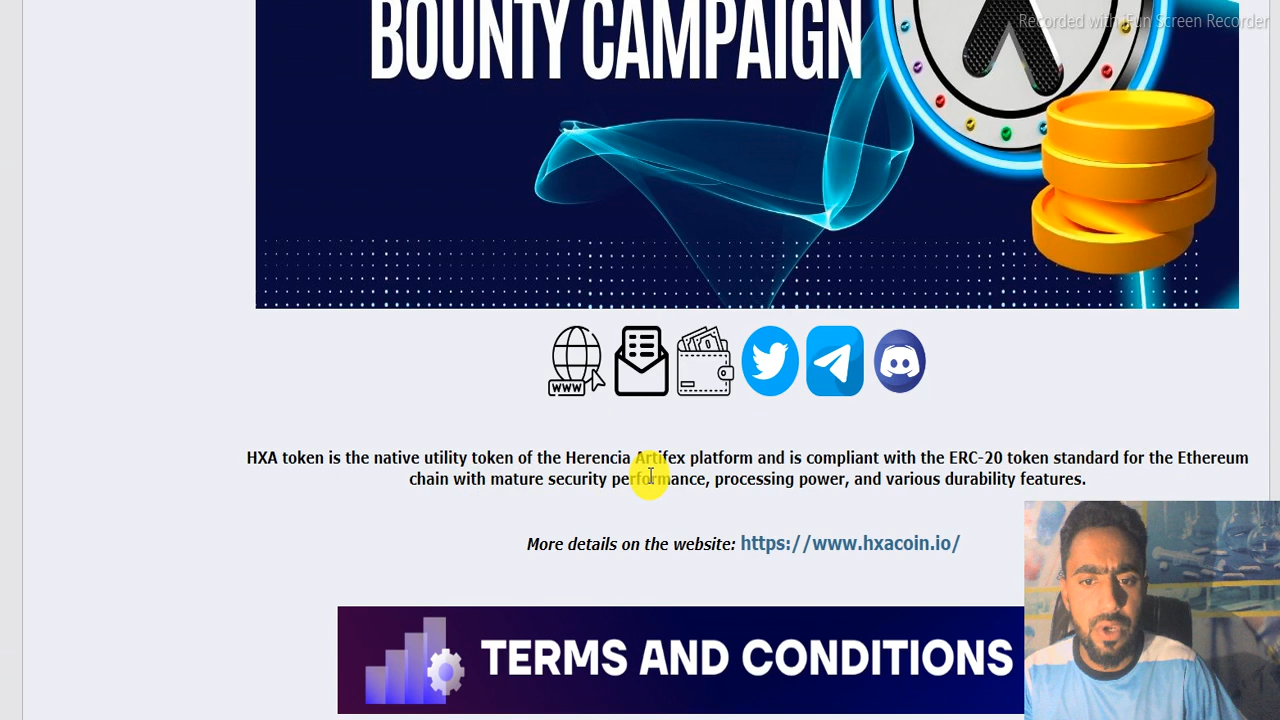 Recorded with iFun Screen Recorder
BOUNTY CAMPAIGN
WWW
HXA token is the native utility token of the Herencia Artifex platform and is compliant with the ERC-20 token standard for the Ethereum
chain with mature security performance, processing power, and various durability features.
More details on the website: https://www.hxacoin.io/
TERMS AND CONDITIONS